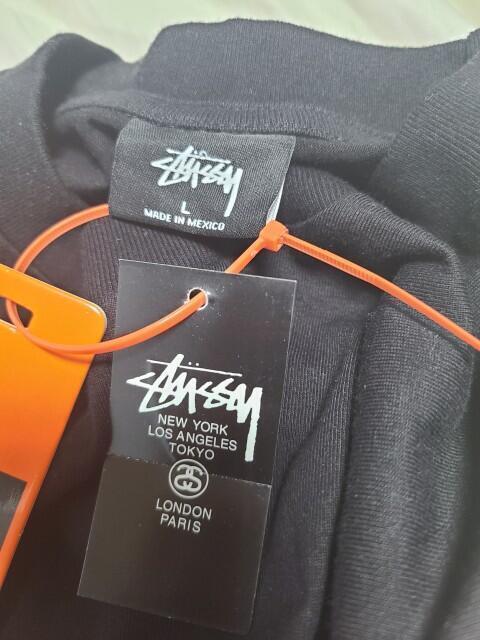 Stüssy
L
MADE IN MEXICO
Stüssy
NEW YORK
LOS ANGELES
TOKYO
LONDON
PARIS